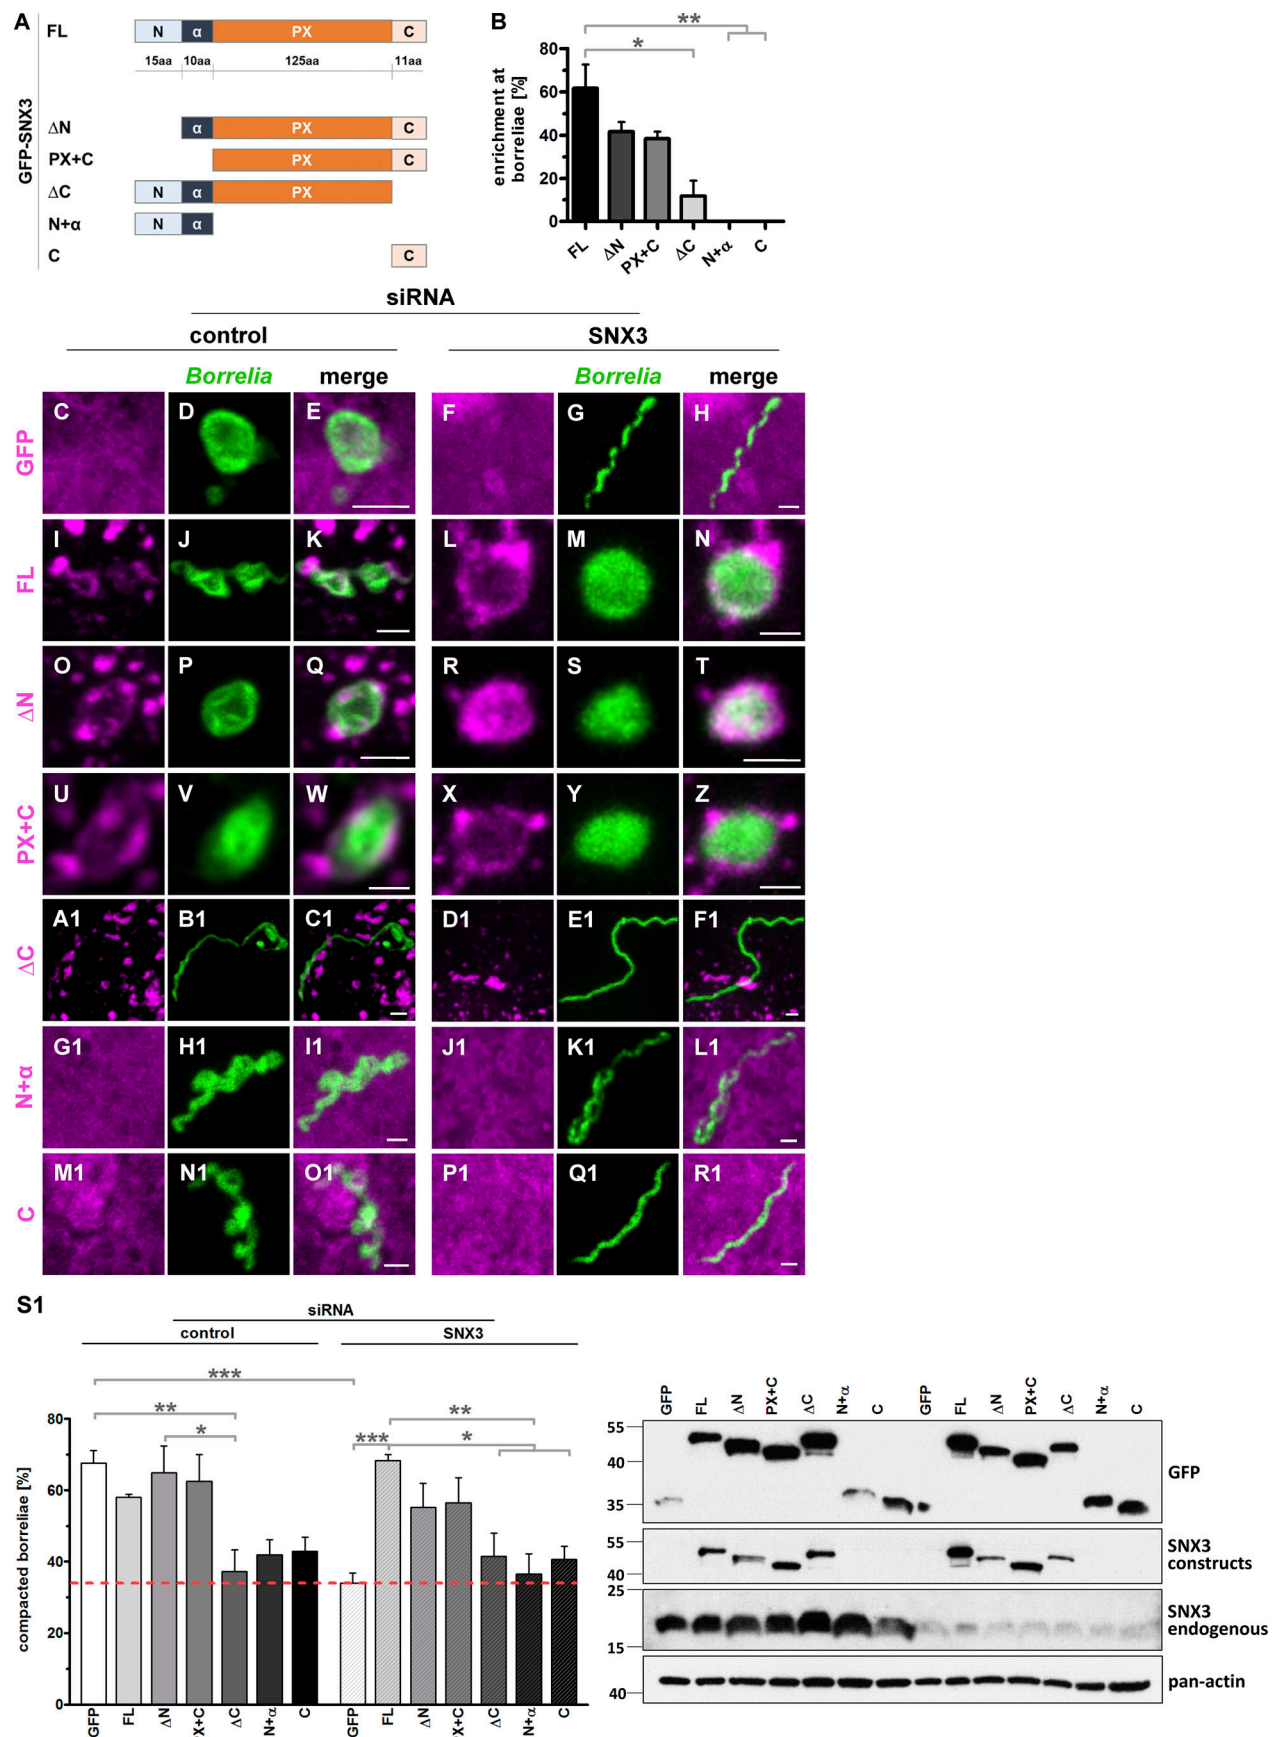 A
GFP-SNX3
FL
N α PX C
15aa 10aa 125aa 11aa
ΔN
α PX C
PX+C
PX C
ΔC
N α PX
N+α
N α
C
C
B
**
*
enrichment at
borreliae [%]
80
60
40
20
0
FL ΔN PX+C ΔC N+α C
siRNA
control SNX3
Borrelia merge Borrelia merge
GFP
C D E F G H
FL
I J K L M N
ΔN
O P Q R S T
PX+C
U V W X Y Z
ΔC
A1 B1 C1 D1 E1 F1
N+α
G1 H1 I1 J1 K1 L1
C
M1 N1 O1 P1 Q1 R1
S1
siRNA
control SNX3
***
** **
* *** *
compacted borreliae [%]
80
60
40
20
0
GFP FL ΔN PX+C ΔC N+α C GFP FL ΔN PX+C ΔC N+α C
GFP FL ΔN PX+C ΔC N+α C GFP FL ΔN PX+C ΔC N+α C
55
40
35
GFP
55
40
SNX3
constructs
25
15
SNX3
endogenous
40
pan-actin